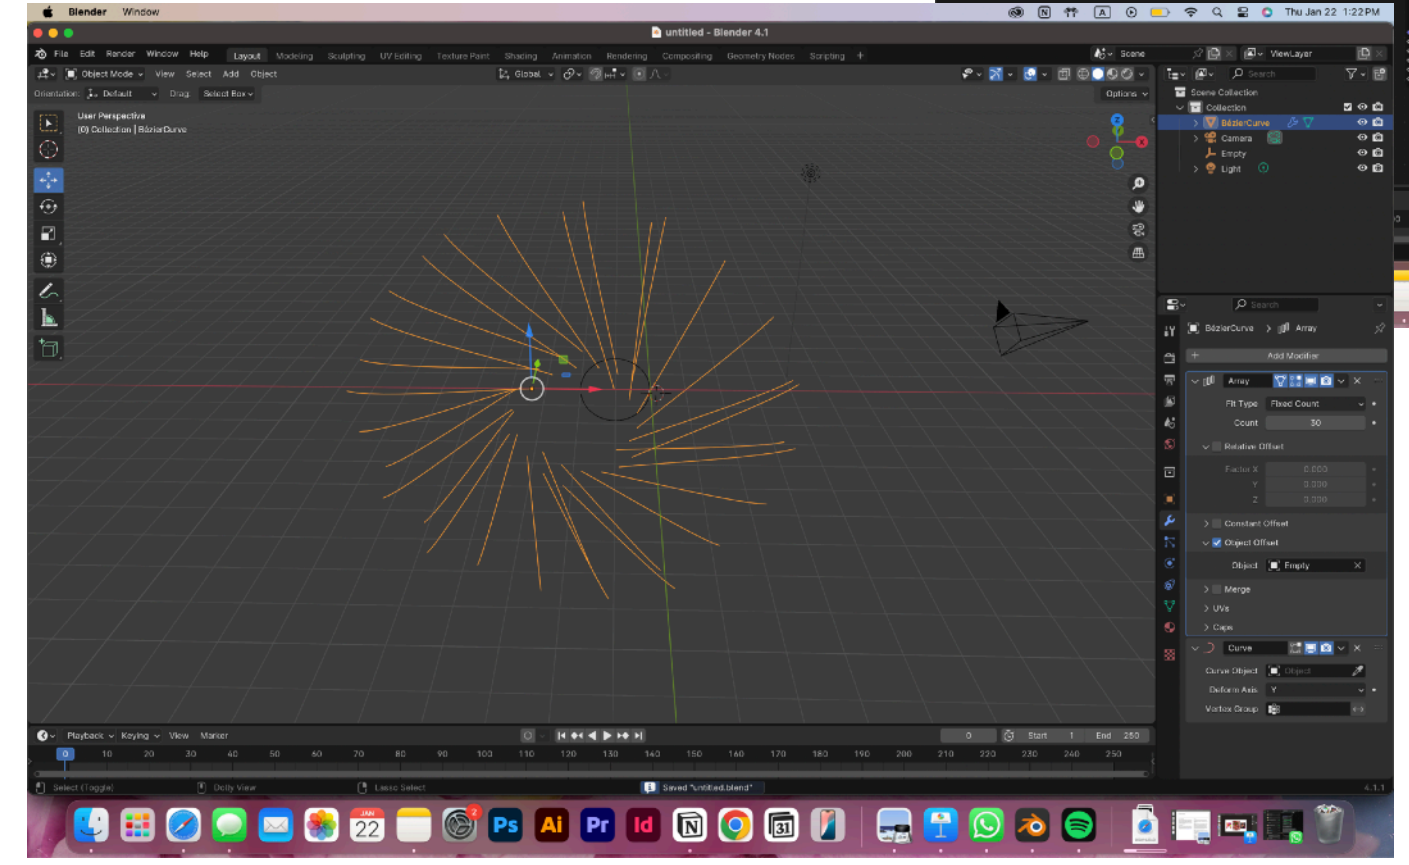 Blender Window
Thu Jan 22 1:22 PM
untitled - Blender 4.1
File Edit Render Window Help Layout Modeling Sculpting UV Editing Texture Paint Shading Animation Rendering Compositing Geometry Nodes Scripting + Scene ViewLayer
Object Mode View Select Add Object Global Search
Orientation: Default Drag: Select Box Options
User Perspective
(0) Collection | BézierCurve
Scene Collection
Collection
BézierCurve
Camera
Empty
Light
X
Search
BézierCurve > Array
+ Add Modifier
Array
Fit Type Fixed Count
Count 30
Relative Offset
Factor X 0.000
Y 0.000
Z 0.000
Constant Offset
Object Offset
Object Empty
Merge
UVs
Caps
Curve
Curve Object Object
Deform Axis Y
Vertex Group
Playback Keying View Marker 0 Start 1 End 250
0 10 20 30 40 50 60 70 80 90 100 110 120 130 140 150 160 170 180 190 200 210 220 230 240 250
Select (Toggle) Dolly View Lasso Select Saved "untitled.blend" 4.1.1
JAN
22
2
Ps Ai Pr Id N 31